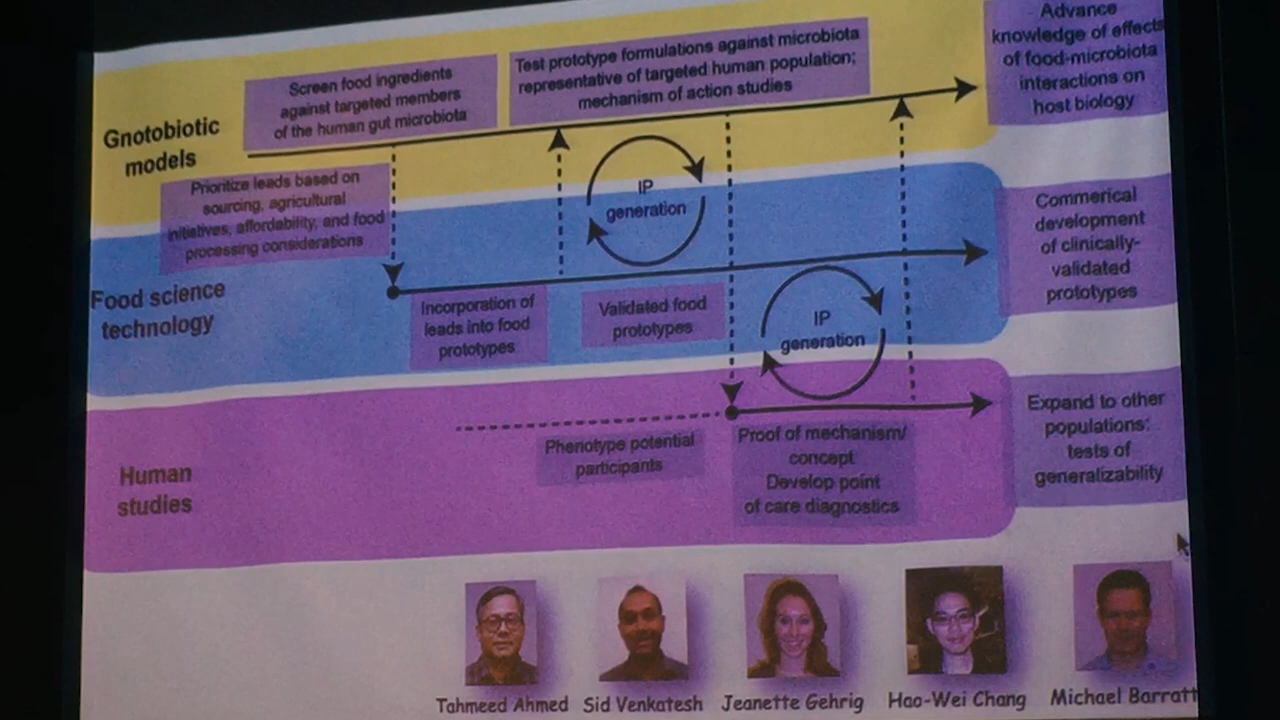 Gnotobiotic
models
Screen food ingredients
against targeted members
of the human gut microbiota
Test prototype formulations against microbiota
representative of targeted human population;
mechanism of action studies
Advance
knowledge of effects
of food-microbiota
interactions on
host biology
Prioritize leads based on
sourcing, agricultural
initiatives, affordability, and food
processing considerations
IP
generation
Food science
technology
Incorporation of
leads into food
prototypes
Validated food
prototypes
IP
generation
Commerical
development
of clinically-
validated
prototypes
Human
studies
Phenotype potential
participants
Proof of mechanism/
concept
Develop point
of care diagnostics
Expand to other
populations:
tests of
generalizability
Tahmeed Ahmed
Sid Venkatesh
Jeanette Gehrig
Hao-Wei Chang
Michael Barratt